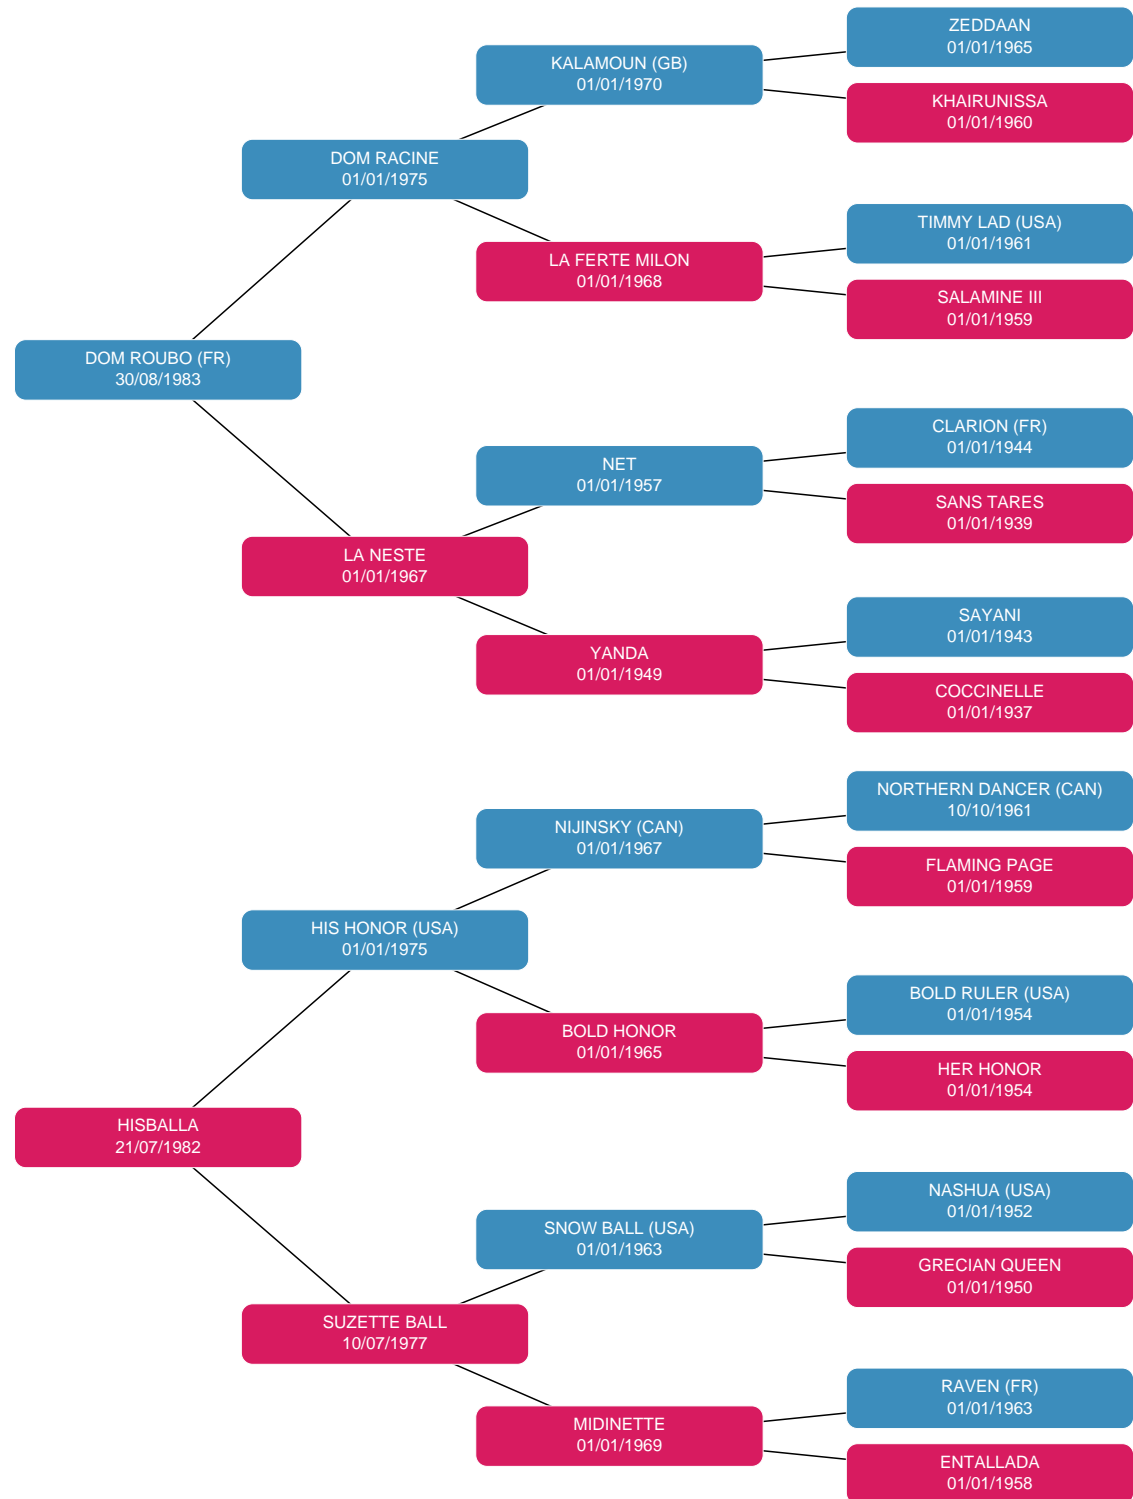 ZEDDAAN
01/01/1965
KALAMOUN (GB)
01/01/1970
KHAIRUNISSA
01/01/1960
DOM RACINE
01/01/1975
TIMMY LAD (USA)
01/01/1961
LA FERTE MILON
01/01/1968
SALAMINE III
01/01/1959
DOM ROUBO (FR)
30/08/1983
CLARION (FR)
01/01/1944
NET
01/01/1957
SANS TARES
01/01/1939
LA NESTE
01/01/1967
SAYANI
01/01/1943
YANDA
01/01/1949
COCCINELLE
01/01/1937
NORTHERN DANCER (CAN)
10/10/1961
NIJINSKY (CAN)
01/01/1967
FLAMING PAGE
01/01/1959
HIS HONOR (USA)
01/01/1975
BOLD RULER (USA)
01/01/1954
BOLD HONOR
01/01/1965
HER HONOR
01/01/1954
HISBALLA
21/07/1982
NASHUA (USA)
01/01/1952
SNOW BALL (USA)
01/01/1963
GRECIAN QUEEN
01/01/1950
SUZETTE BALL
10/07/1977
RAVEN (FR)
01/01/1963
MIDINETTE
01/01/1969
ENTALLADA
01/01/1958